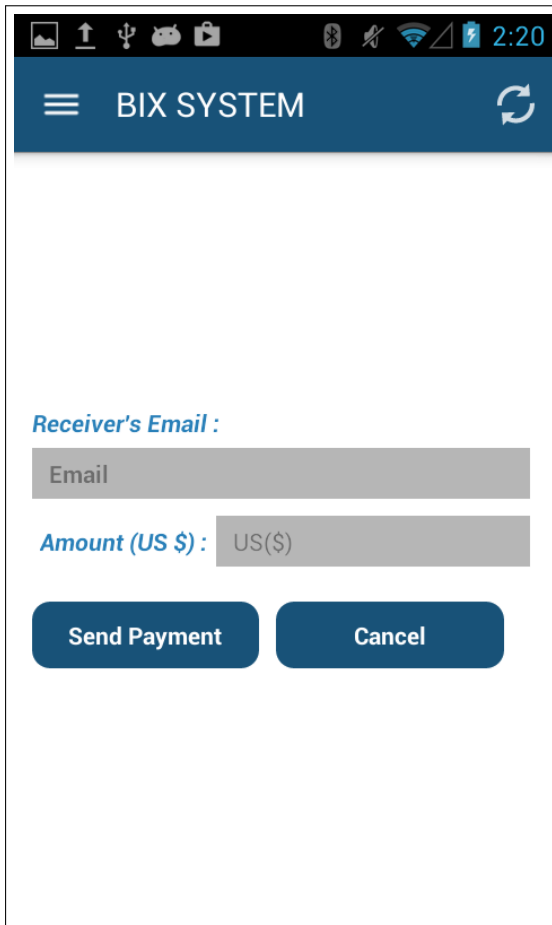 2:20
BIX SYSTEM
Receiver's Email :
Email
Amount (US $) : US($)
Send Payment Cancel